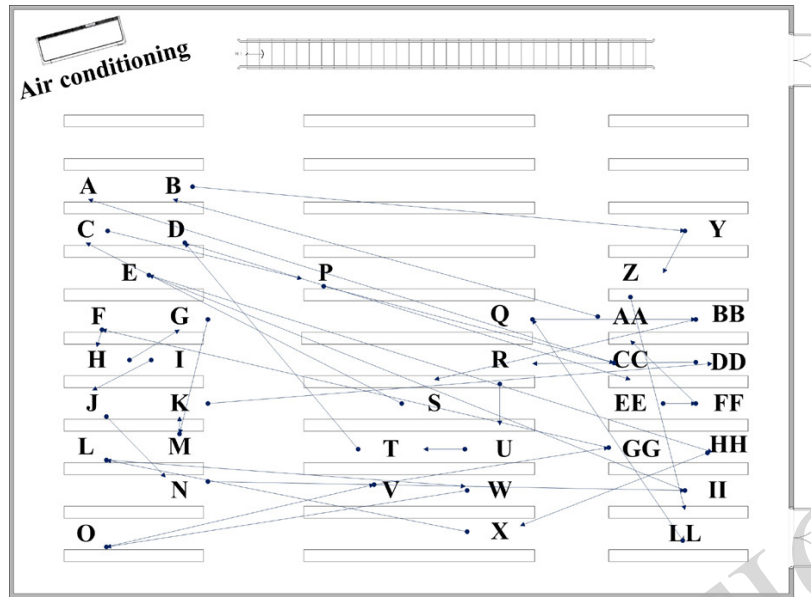 Air conditioning
A B
C D Y
E P Z
F G Q AA BB
H I R CC DD
J K S EE FF
L M T U GG HH
N V W II
O X LL